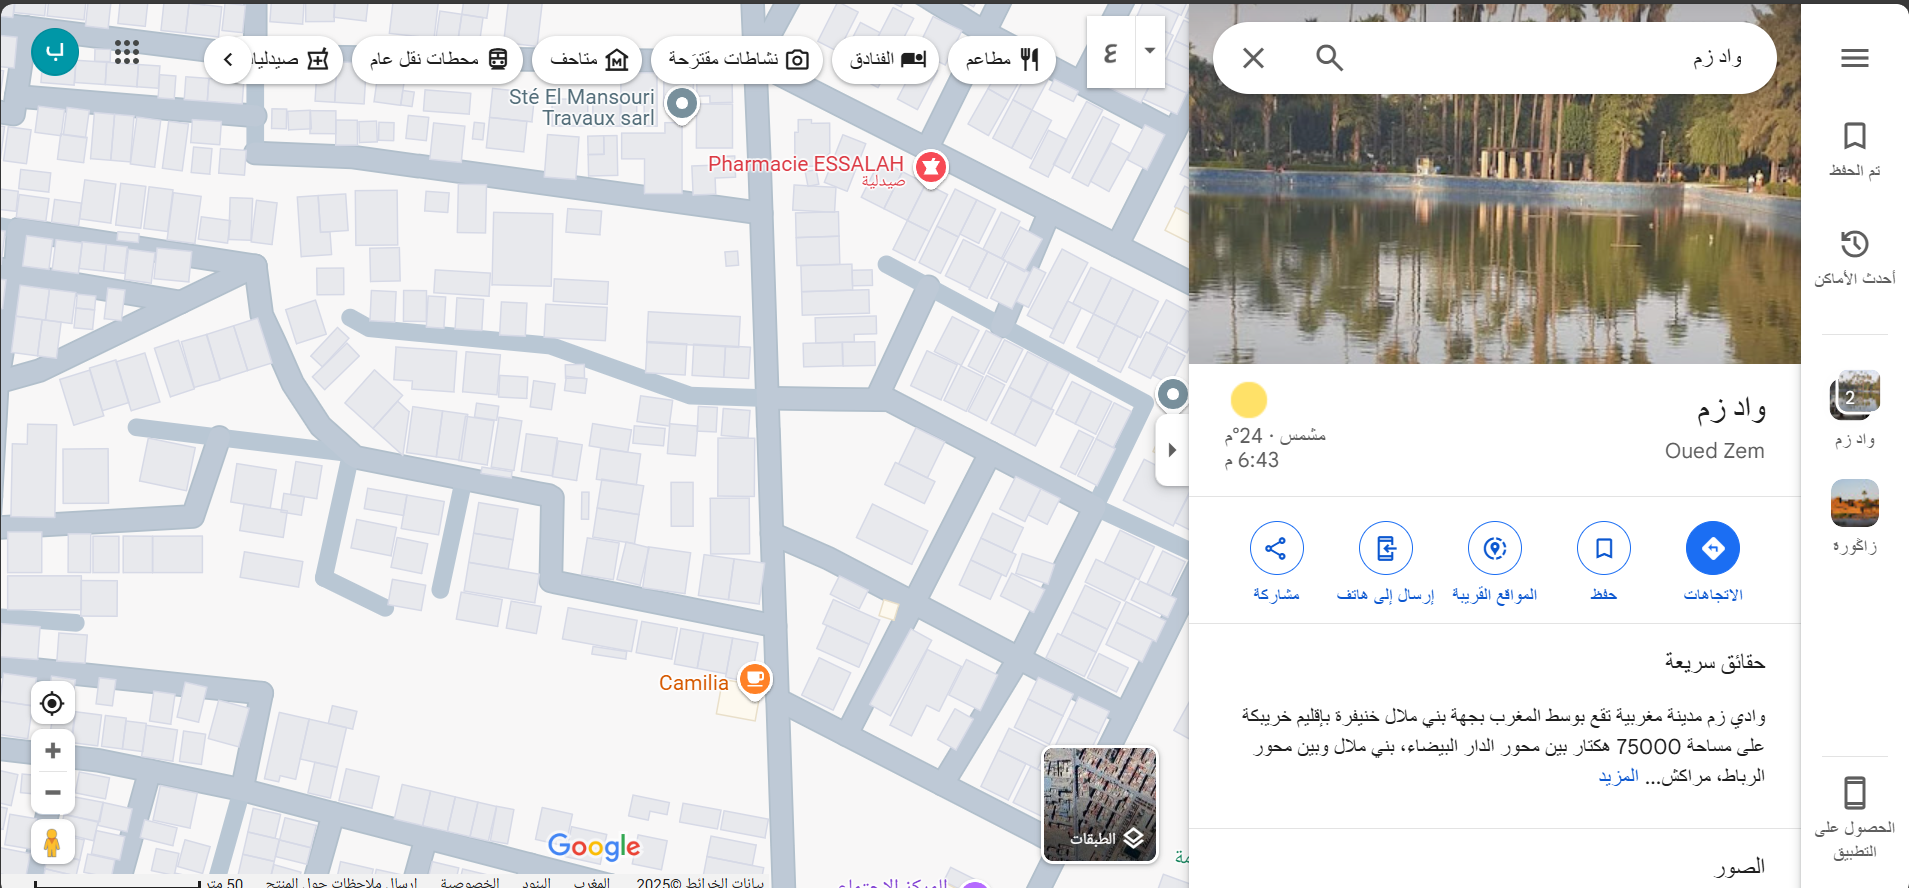 واد زم
تم الحفظ
أحدث الأماكن
2
واد زم
زاگورة
الحصول على
التطبيق
واد زم
Oued Zem
مشمس · 24°م
6:43 م
الاتجاهات
حفظ
المواقع القريبة
إرسال إلى هاتف
مشاركة
حقائق سريعة
وادي زم مدينة مغربية تقع بوسط المغرب بجهة بني ملال خنيفرة بإقليم خريبكة
على مساحة 75000 هكتار بين محور الدار البيضاء، بني ملال وبين محور
الرباط، مراكش... المزيد
الصور
ع
مطاعم
الفنادق
نشاطات مقترَحة
متاحف
محطات نقل عام
صيدليا
ب
Sté El Mansouri
Travaux sarl
Pharmacie ESSALAH
صيدلية
Camilia
الطبقات
Google
المركز الاجتماعي
بيانات الخرائط ©2025
المغرب
البنود
الخصوصية
إرسال ملاحظات حول المنتج
50 متر